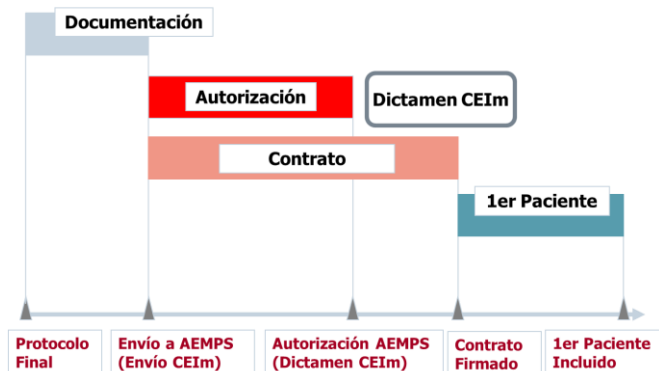 Documentación
Autorización
Dictamen CEIm
Contrato
1er Paciente
Protocolo
Final
Envío a AEMPS
(Envío CEIm)
Autorización AEMPS
(Dictamen CEIm)
Contrato
Firmado
1er Paciente
Incluido